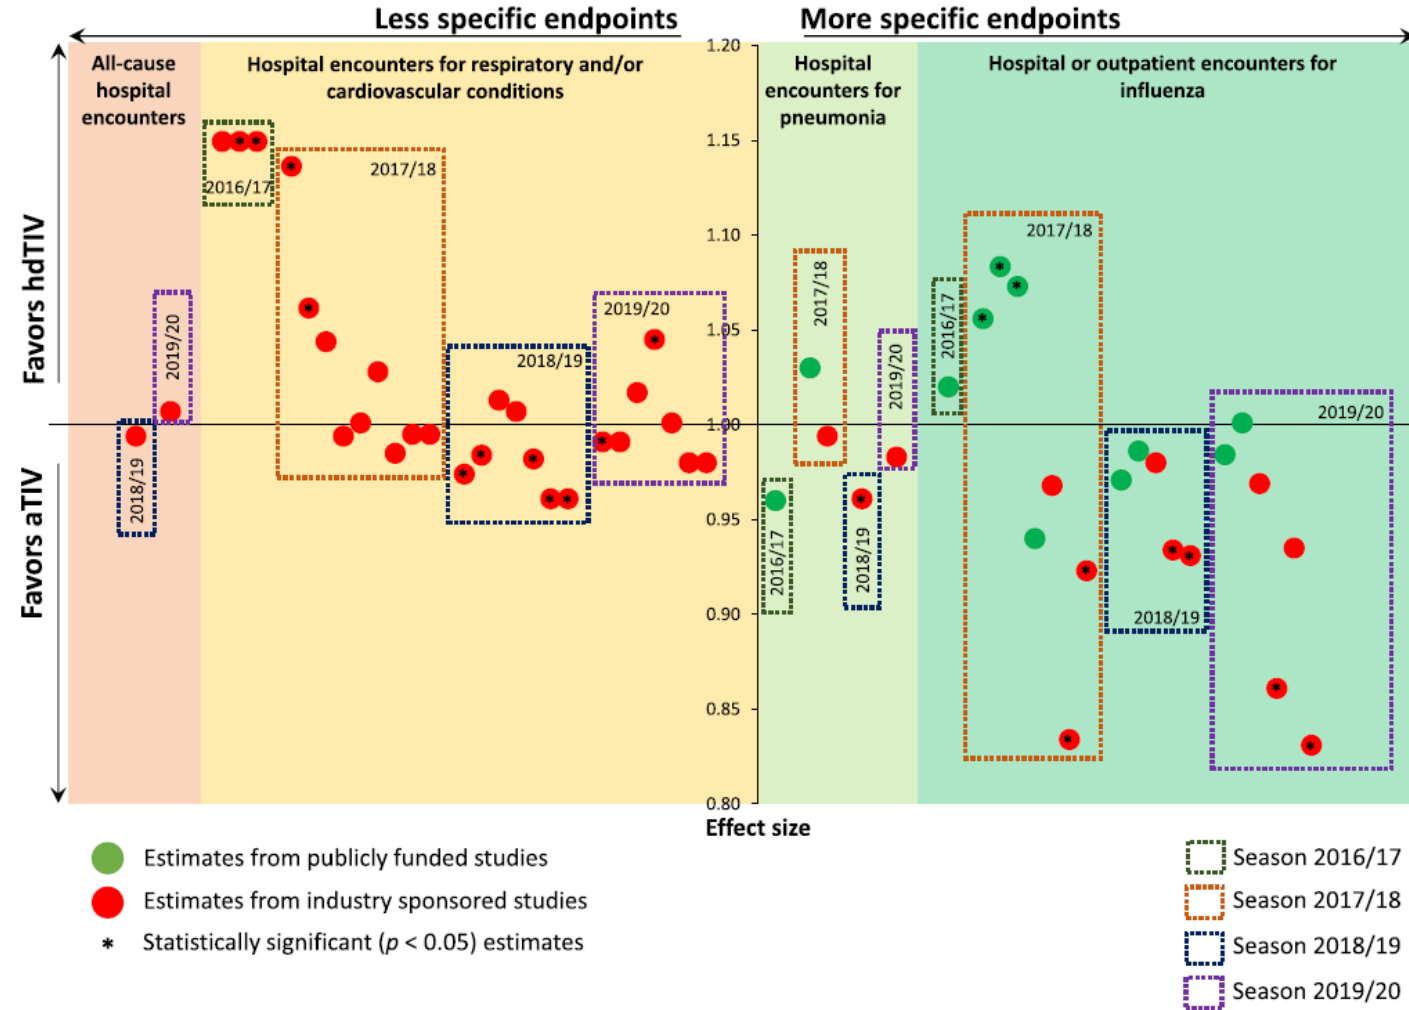 Less specific endpoints
More specific endpoints
All-cause
hospital
encounters
Hospital encounters for respiratory and/or
cardiovascular conditions
Hospital
encounters for
pneumonia
Hospital or outpatient encounters for
influenza
Favors hdTIV
Favors aTIV
1.20
1.15
1.10
1.05
1.00
0.95
0.90
0.85
0.80
Effect size
2018/19
2019/20
2016/17
2017/18
2018/19
2019/20
2016/17
2017/18
2018/19
2019/20
2016/17
2017/18
2018/19
2019/20
Estimates from publicly funded studies
Estimates from industry sponsored studies
* Statistically significant (p < 0.05) estimates
Season 2016/17
Season 2017/18
Season 2018/19
Season 2019/20